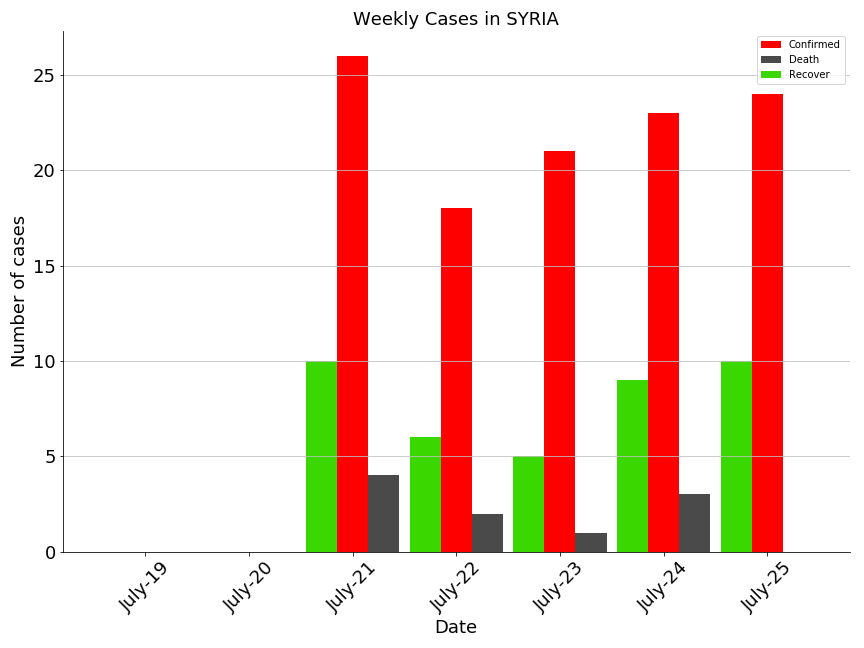 Weekly Cases in SYRIA
Confirmed
Death
Recover
Number of cases
25
20
15
10
5
0
July-19
July-20
July-21
July-22
July-23
July-24
July-25
Date